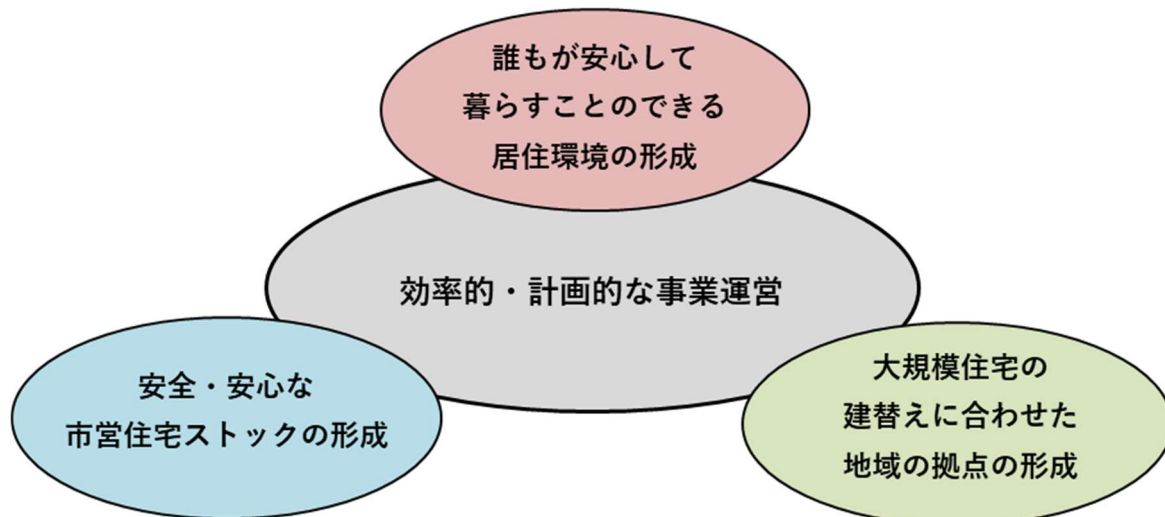 誰もが安心して
暮らすことのできる
居住環境の形成
効率的・計画的な事業運営
安全・安心な
市営住宅ストックの形成
大規模住宅の
建替えに合わせた
地域の拠点の形成